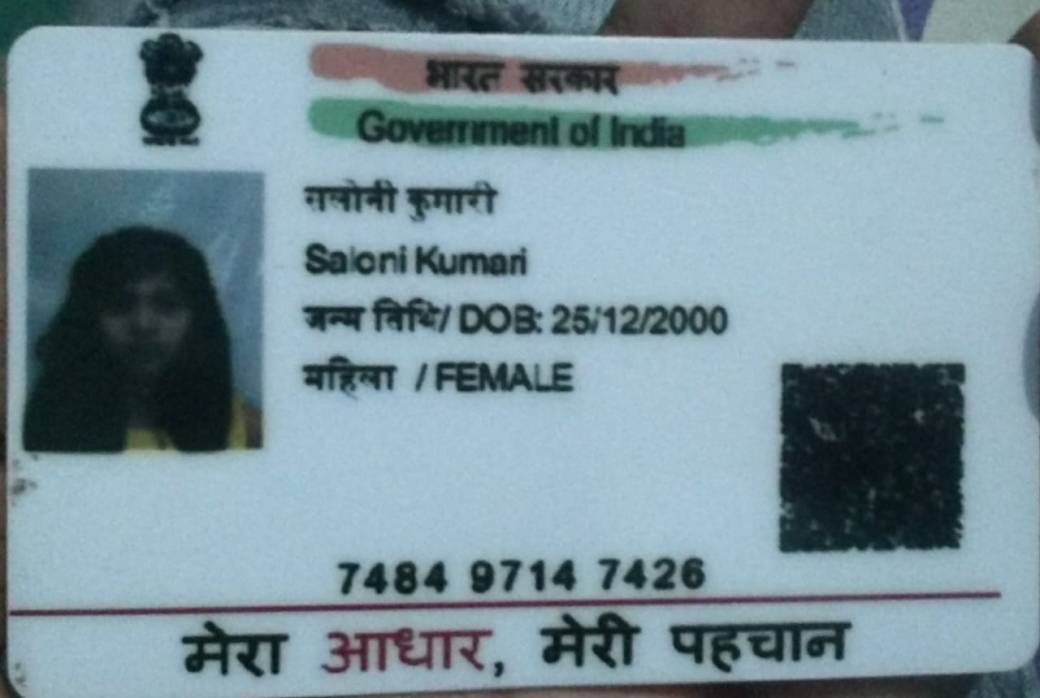 भारत सरकार
Government of India
सलोनी कुमारी
Saloni Kumari
जन्म तिथि/ DOB: 25/12/2000
महिला / FEMALE
7484 9714 7426
मेरा आधार, मेरी पहचान